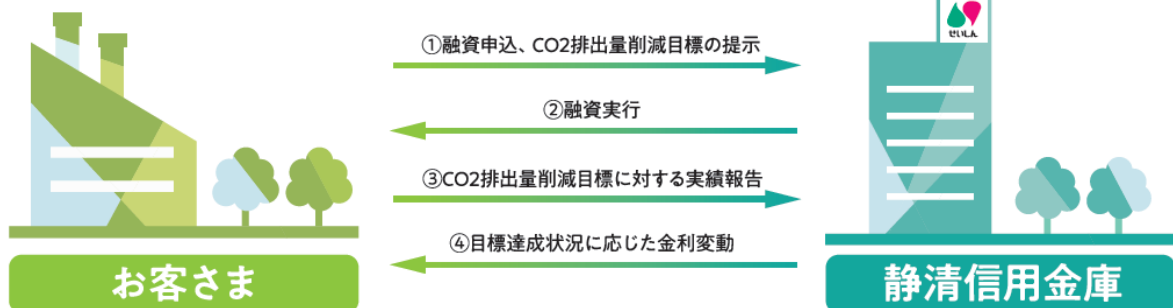 せいしん
①融資申込、CO2排出量削減目標の提示
②融資実行
③CO2排出量削減目標に対する実績報告
④目標達成状況に応じた金利変動
お客さま
静清信用金庫